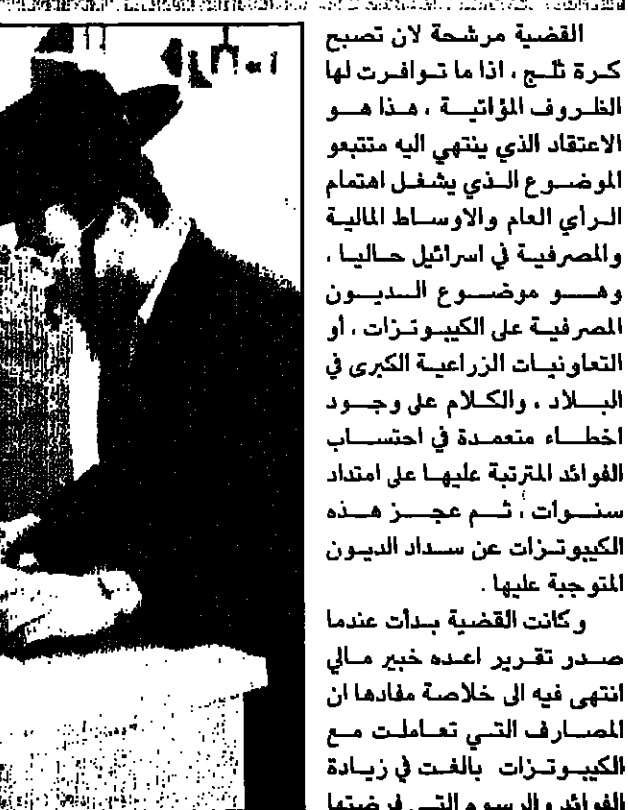 القضية مرشحة لان تصبح
كرة ثلج ، اذا ما توافرت لها
الظروف المؤاتية ، هذا هو
الاعتقاد الذي ينتهي اليه متتبعو
الموضوع الذي يشغل اهتمام
الرأي العام والاوساط المالية
والمصرفية في اسرائيل حاليا ،
وهو موضوع الديون
المصرفية على الكيبوتزات ، أو
التعاونيات الزراعية الكبرى في
البلاد ، والكلام على وجود
اخطاء متعمدة في احتساب
الفوائد المترتبة عليها على امتداد
سنوات ، ثم عجز هذه
الكيبوتزات عن سداد الديون
المتوجبة عليها .
وكانت القضية بدأت عندما
صدر تقرير اعده خبير مالي
انتهى فيه الى خلاصة مفادها ان
المصارف التي تعاملت مع
الكيبوتزات بالغت في زيادة
الفوائد والرسوم التي فرضتها